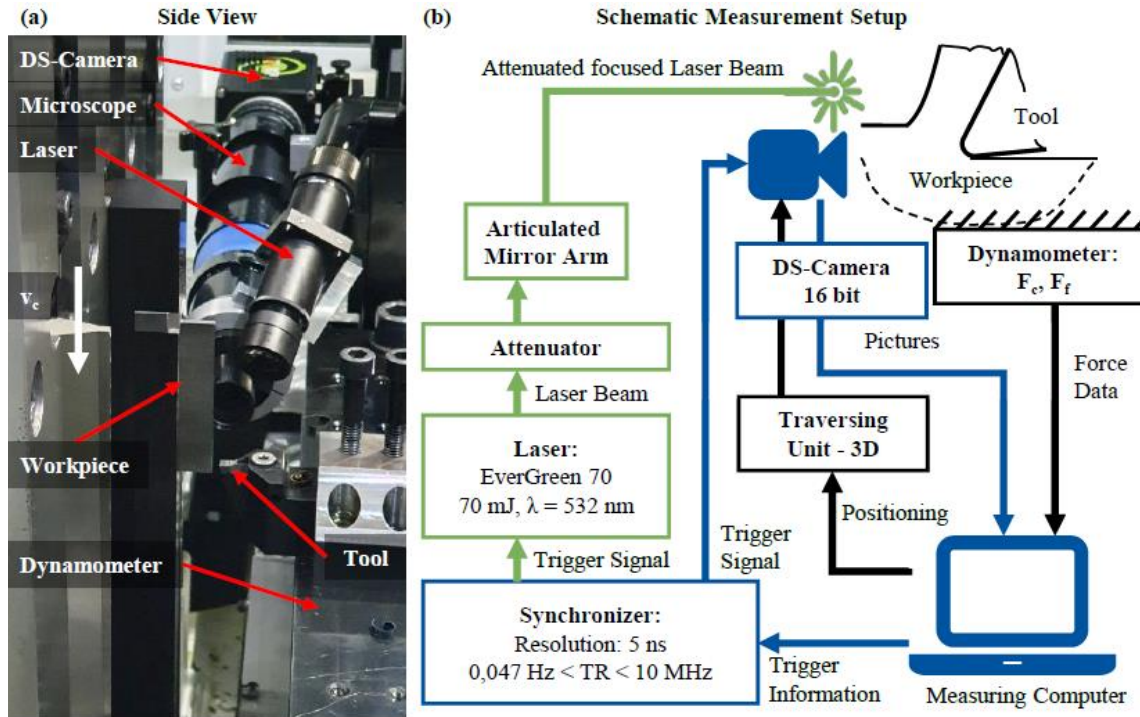 (a) Side View
DS-Camera
Microscope
Laser
v_c
Workpiece
Tool
Dynamometer
(b) Schematic Measurement Setup
Attenuated focused Laser Beam
Tool
Workpiece
Articulated
Mirror Arm
DS-Camera
16 bit
Dynamometer:
F_c, F_f
Attenuator
Pictures
Force
Data
Laser Beam
Laser:
EverGreen 70
70 mJ, λ = 532 nm
Traversing
Unit - 3D
Positioning
Trigger Signal
Trigger
Signal
Synchronizer:
Resolution: 5 ns
0,047 Hz < TR < 10 MHz
Trigger
Information
Measuring Computer